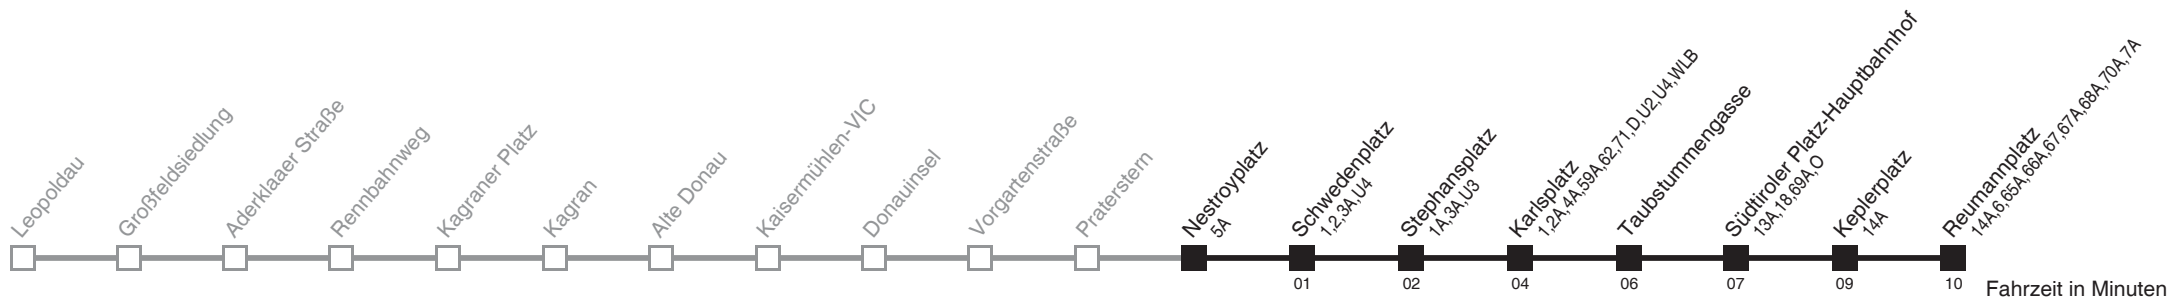 Leopoldau
Großfeldsiedlung
Aderklaaer Straße
Rennbahnweg
Kagraner Platz
Kagran
Alte Donau
Kaisermühlen-VIC
Donauinsel
Vorgartenstraße
Praterstern
Nestroyplatz
5A
Schwedenplatz
1,2,3A,U4
Stephansplatz
1A,3A,U3
Karlsplatz
1,2A,4A,59A,62,71,D,U2,U4,WLB
Taubstummengasse
Südtiroler Platz-Hauptbahnhof
13A,18,69A,O
Keplerplatz
14A
Reumannplatz
14A,6,65A,66A,67,67A,68A,70A,7A
01
02
04
06
07
09
10
Fahrzeit in Minuten